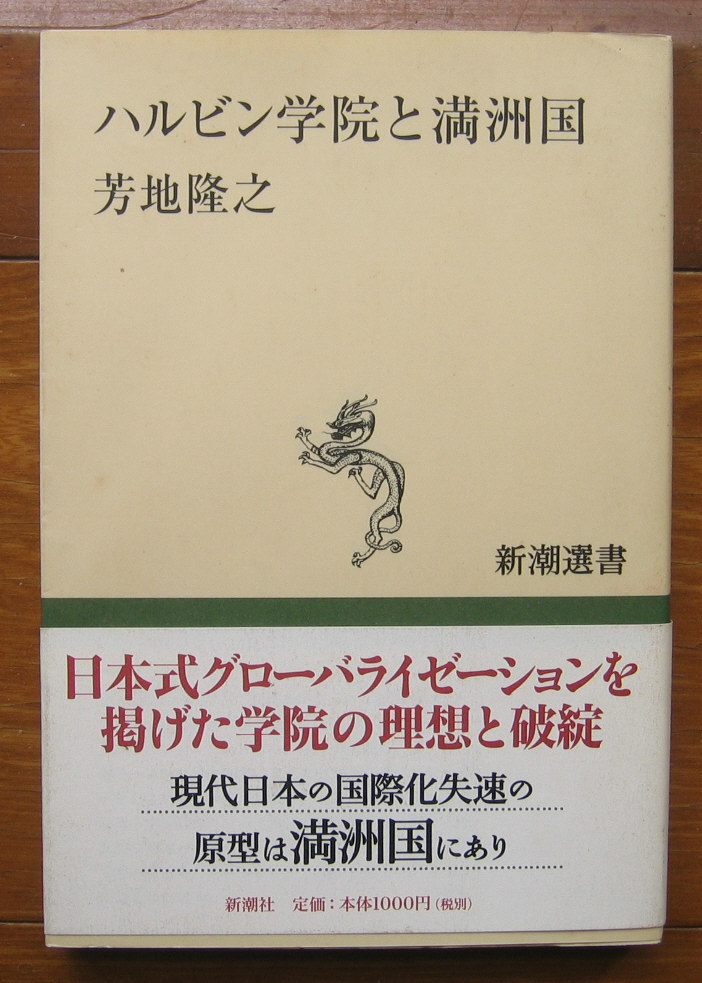 ハルビン学院と満洲国
芳地隆之
新潮選書
日本式グローバライゼーションを
掲げた学院の理想と破綻
現代日本の国際化失速の
原型は満洲国にあり
新潮社 定価：本体1000円（税別）